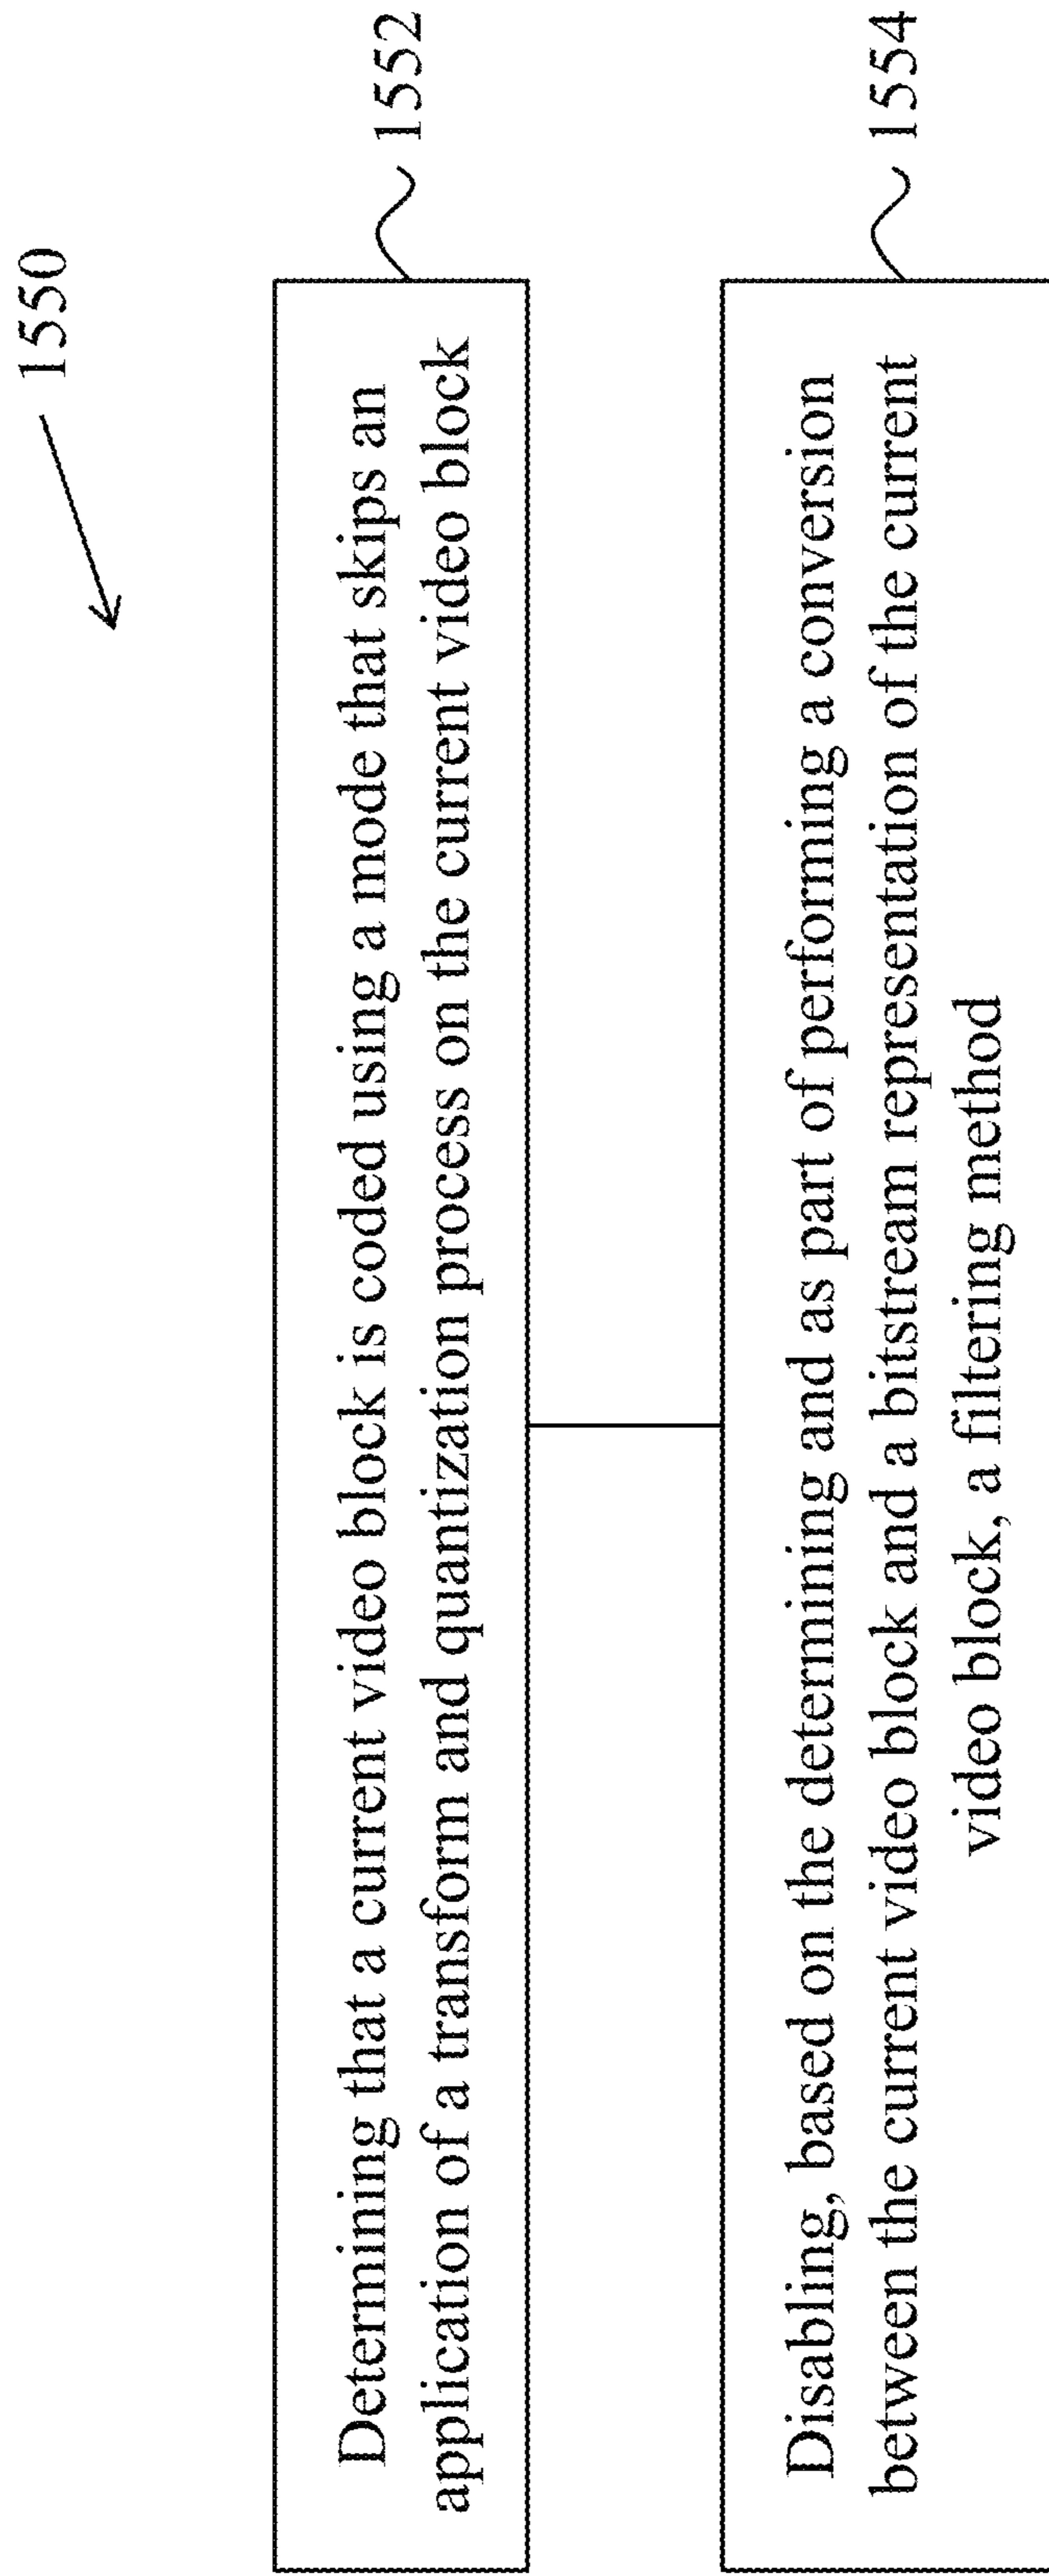 1550
Determining that a current video block is coded using a mode that skips an
application of a transform and quantization process on the current video block
1552
Disabling, based on the determining and as part of performing a conversion
between the current video block and a bitstream representation of the current
video block, a filtering method
1554